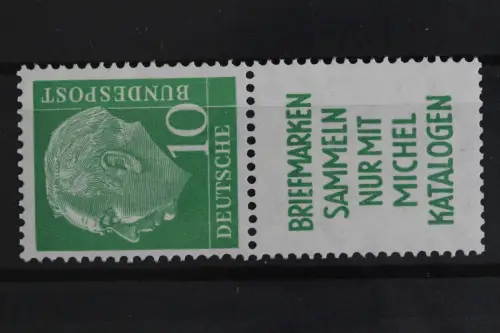 10
DEUTSCHE
BUNDESPOST
BRIEFMARKEN
SAMMELN
NUR MIT
MICHEL
KATALOGEN